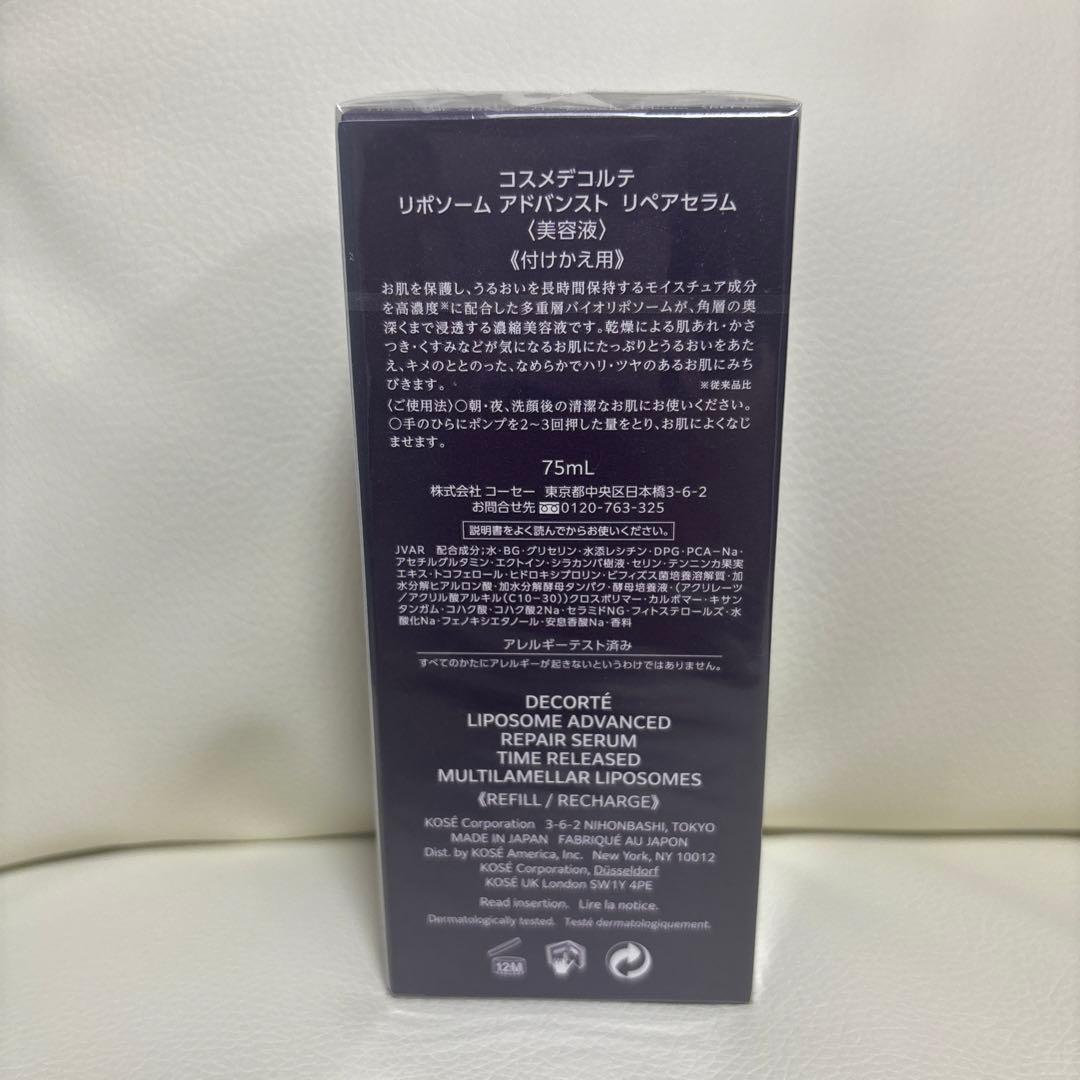 コスメデコルテ
リポソーム アドバンスト リペアセラム
〈美容液〉
《付けかえ用》
お肌を保護し、うるおいを長時間保持するモイスチュア成分
を高濃度※に配合した多重層バイオリポソームが、角層の奥
深くまで浸透する濃縮美容液です。乾燥による肌あれ・かさ
つき・くすみなどが気になるお肌にたっぷりとうるおいをあた
え、キメのととのった、なめらかでハリ・ツヤのあるお肌にみち
びきます。 ※従来品比
〈ご使用法〉○朝・夜、洗顔後の清潔なお肌にお使いください。
○手のひらにポンプを2～3回押した量をとり、お肌によくなじ
ませます。
75mL
株式会社 コーセー 東京都中央区日本橋3-6-2
お問合せ先 0120-763-325
説明書をよく読んでからお使いください。
JVAR 配合成分;水・BG・グリセリン・水添レシチン・DPG・PCA-Na・
アセチルグルタミン・エクトイン・シラカンバ樹液・セリン・テンニンカ果実
エキス・トコフェロール・ヒドロキシプロリン・ビフィズス菌培養溶解質・加
水分解ヒアルロン酸・加水分解酵母タンパク・酵母培養液・(アクリレーツ
/アクリル酸アルキル(C10-30))クロスポリマー・カルボマー・キサン
タンガム・コハク酸・コハク酸2Na・セラミドNG・フィトステロールズ・水
酸化Na・フェノキシエタノール・安息香酸Na・香料
アレルギーテスト済み
すべてのかたにアレルギーが起きないというわけではありません。
DECORTÉ
LIPOSOME ADVANCED
REPAIR SERUM
TIME RELEASED
MULTILAMELLAR LIPOSOMES
《REFILL / RECHARGE》
KOSÉ Corporation 3-6-2 NIHONBASHI, TOKYO
MADE IN JAPAN FABRIQUÉ AU JAPON
Dist. by KOSÉ America, Inc. New York, NY 10012
KOSÉ Corporation, Düsseldorf
KOSÉ UK London SW1Y 4PE
Read insertion. Lire la notice.
Dermatologically tested. Testé dermatologiquement.
12M